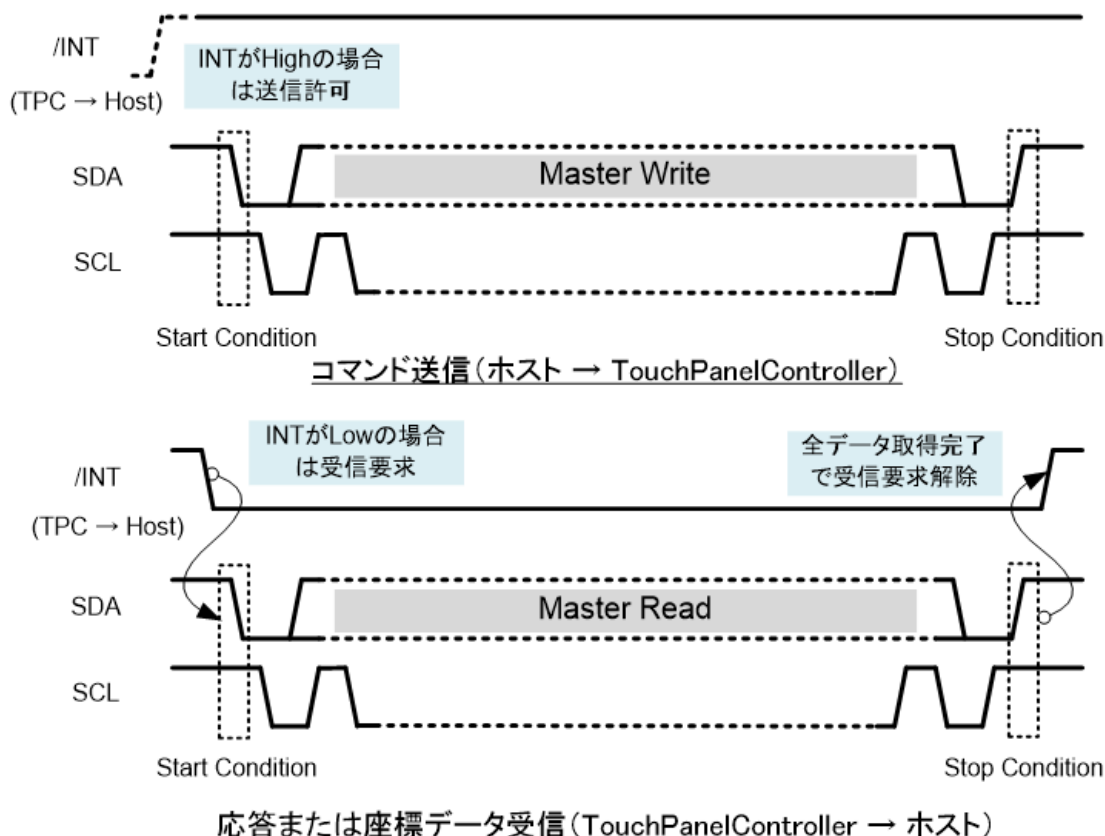 /INT
(TPC → Host)
INTがHighの場合
は送信許可
SDA
Master Write
SCL
Start Condition
Stop Condition
コマンド送信(ホスト → TouchPanelController)
/INT
(TPC → Host)
INTがLowの場合
は受信要求
全データ取得完了
で受信要求解除
SDA
Master Read
SCL
Start Condition
Stop Condition
応答または座標データ受信(TouchPanelController → ホスト)